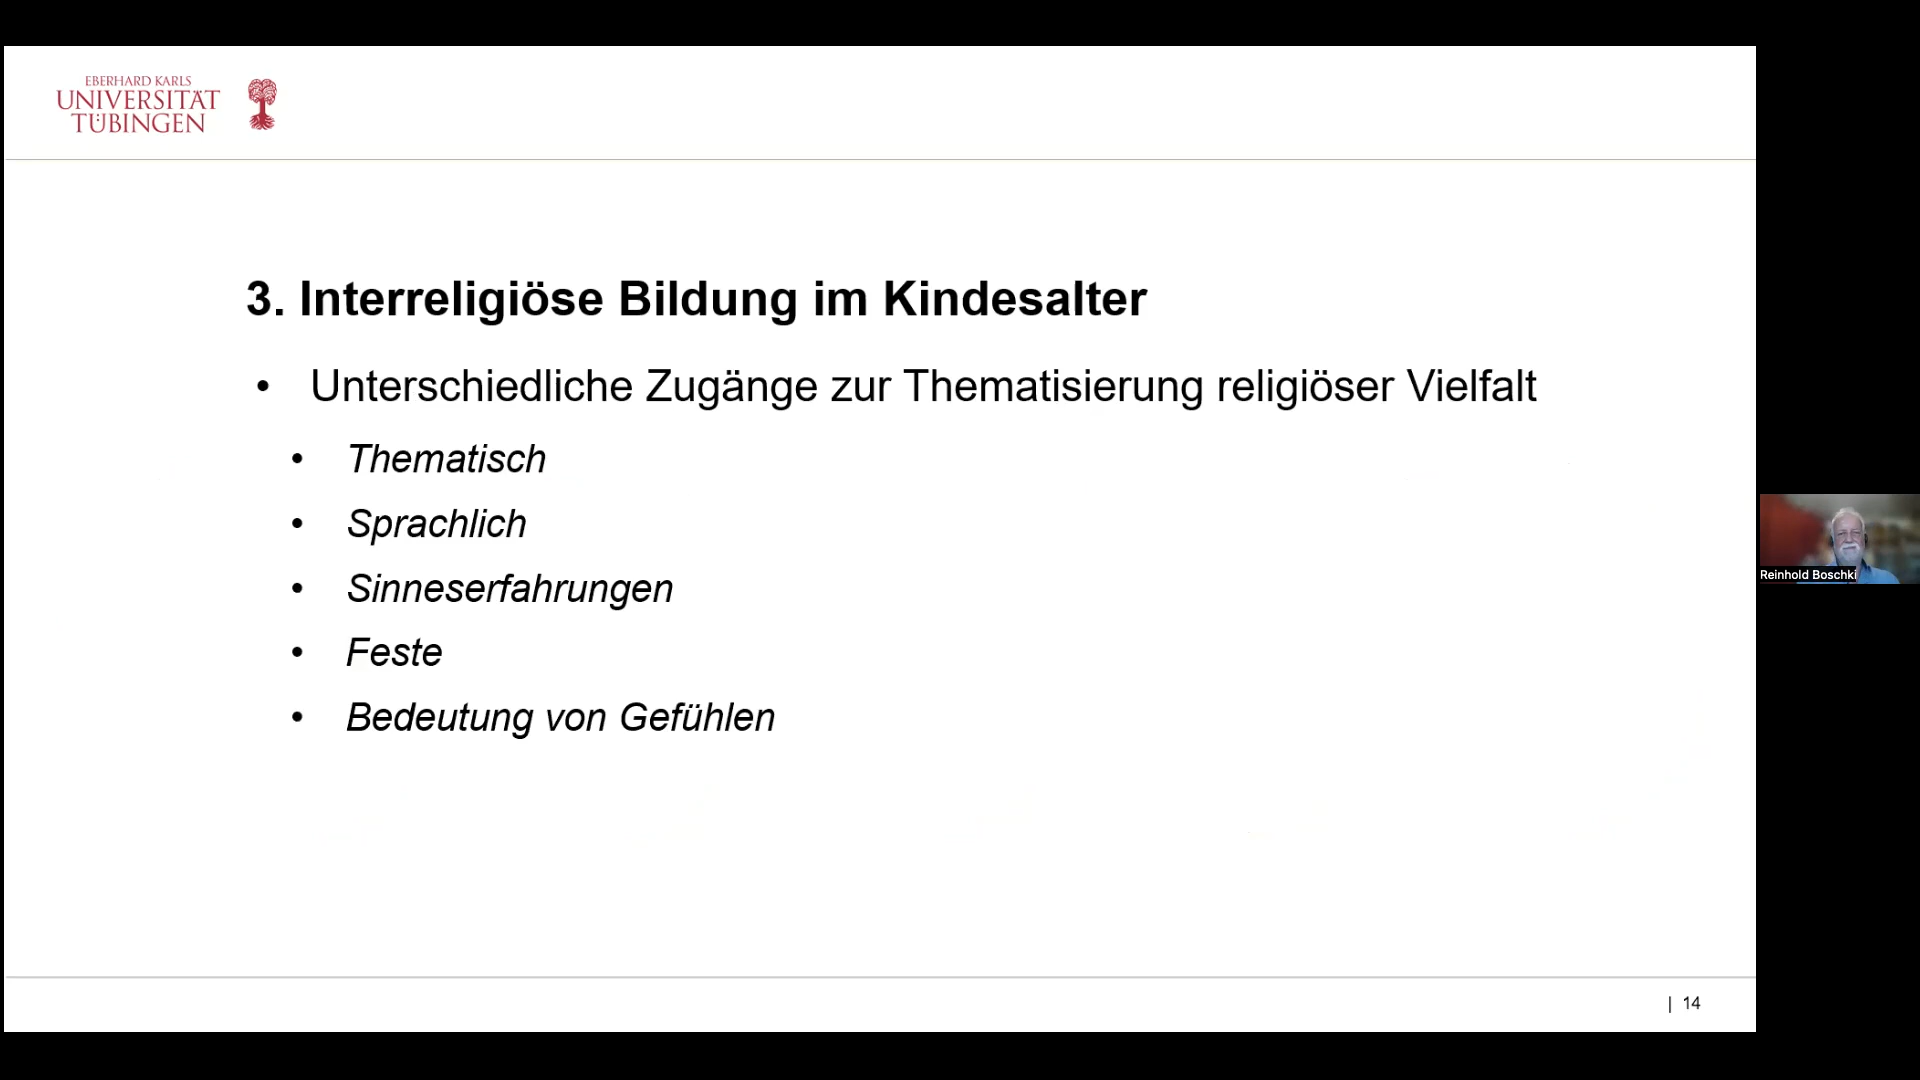 EBERHARD KARLS
UNIVERSITÄT
TÜBINGEN
3. Interreligiöse Bildung im Kindesalter
• Unterschiedliche Zugänge zur Thematisierung religiöser Vielfalt
• Thematisch
• Sprachlich
• Sinneserfahrungen
• Feste
• Bedeutung von Gefühlen
Reinhold Boschki
| 14